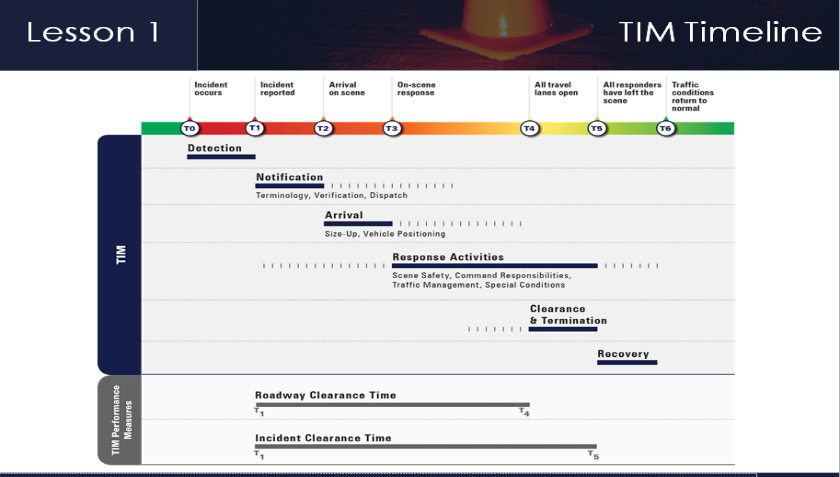 Lesson 1
TIM Timeline
Incident
occurs
Incident
reported
Arrival
on scene
On-scene
response
All travel
lanes open
All responders
have left the
scene
Traffic
conditions
return to
normal
T0
T1
T2
T3
T4
T5
T6
TIM
Detection
Notification
Terminology, Verification, Dispatch
Arrival
Size-Up, Vehicle Positioning
Response Activities
Scene Safety, Command Responsibilities,
Traffic Management, Special Conditions
Clearance
& Termination
Recovery
TIM Performance
Measures
Roadway Clearance Time
T1
T4
Incident Clearance Time
T1
T5